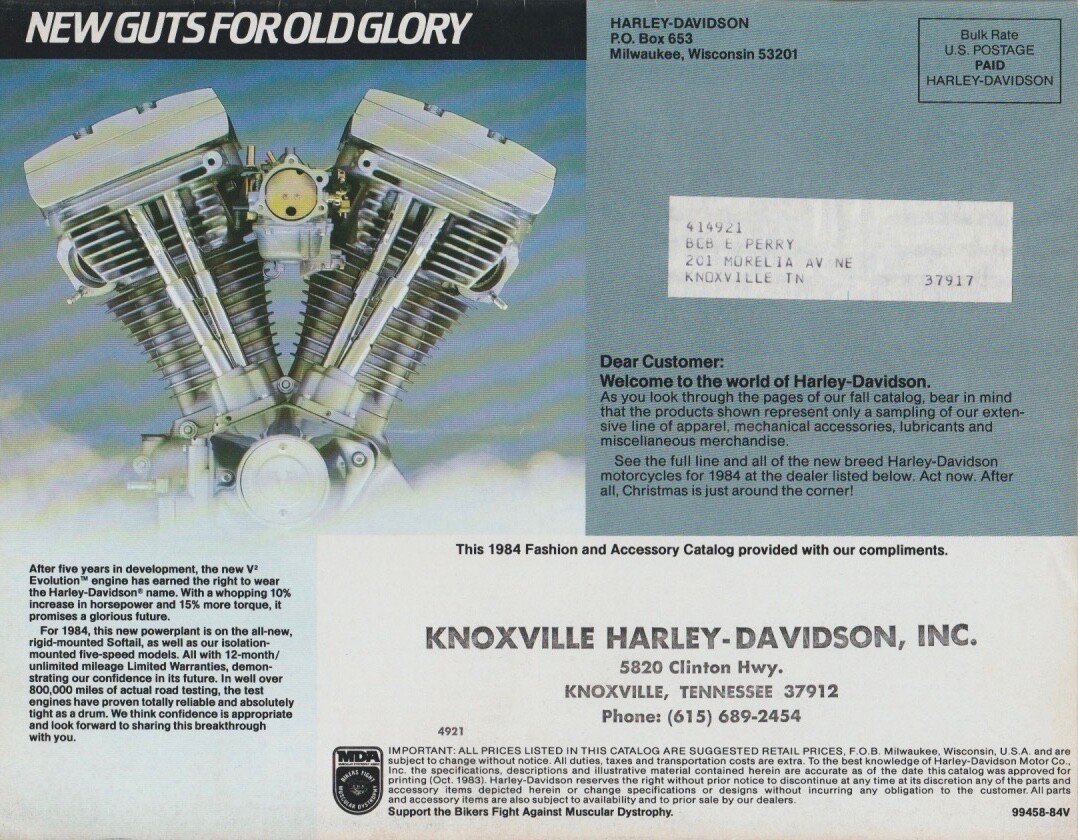 NEW GUTS FOR OLD GLORY
HARLEY-DAVIDSON
P.O. Box 653
Milwaukee, Wisconsin 53201
Bulk Rate
U.S. POSTAGE
PAID
HARLEY-DAVIDSON
414921
BCB E PERRY
201 MORELIA AV NE
KNOXVILLE TN 37917
Dear Customer:
Welcome to the world of Harley-Davidson.
As you look through the pages of our fall catalog, bear in mind
that the products shown represent only a sampling of our exten-
sive line of apparel, mechanical accessories, lubricants and
miscellaneous merchandise.
See the full line and all of the new breed Harley-Davidson
motorcycles for 1984 at the dealer listed below. Act now. After
all, Christmas is just around the corner!
After five years in development, the new V²
Evolution™ engine has earned the right to wear
the Harley-Davidson® name. With a whopping 10%
increase in horsepower and 15% more torque, it
promises a glorious future.
For 1984, this new powerplant is on the all-new,
rigid-mounted Softail, as well as our isolation-
mounted five-speed models. All with 12-month/
unlimited mileage Limited Warranties, demon-
strating our confidence in its future. In well over
800,000 miles of actual road testing, the test
engines have proven totally reliable and absolutely
tight as a drum. We think confidence is appropriate
and look forward to sharing this breakthrough
with you.
This 1984 Fashion and Accessory Catalog provided with our compliments.
KNOXVILLE HARLEY-DAVIDSON, INC.
5820 Clinton Hwy.
KNOXVILLE, TENNESSEE 37912
Phone: (615) 689-2454
4921
MDA
BIKERS FIGHT
MUSCULAR DYSTROPHY
IMPORTANT: ALL PRICES LISTED IN THIS CATALOG ARE SUGGESTED RETAIL PRICES, F.O.B. Milwaukee, Wisconsin, U.S.A. and are
subject to change without notice. All duties, taxes and transportation costs are extra. To the best knowledge of Harley-Davidson Motor Co.,
Inc. the specifications, descriptions and illustrative material contained herein are accurate as of the date this catalog was approved for
printing (Oct. 1983). Harley-Davidson reserves the right without prior notice to discontinue at any time at its discretion any of the parts and
accessory items depicted herein or change specifications or designs without incurring any obligation to the customer. All parts
and accessory items are also subject to availability and to prior sale by our dealers.
Support the Bikers Fight Against Muscular Dystrophy.
99458-84V